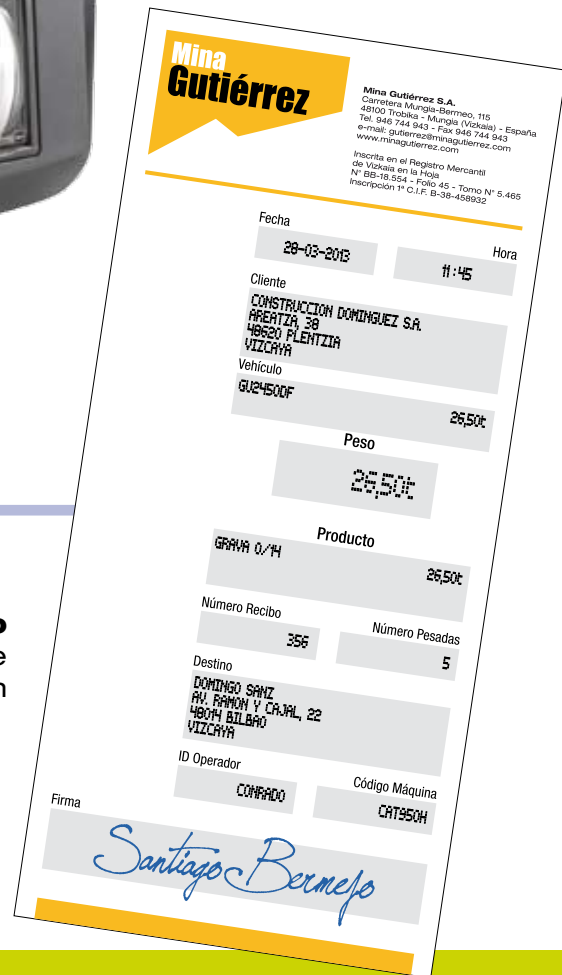 Mina
Gutiérrez
Mina Gutiérrez S.A.
Carretera Mungia-Bermeo, 115
48100 Trobika - Mungia (Vizkaia) - España
Tel. 946 744 943 - Fax 946 744 943
e-mail: gutierrez@minagutierrez.com
www.minagutierrez.com
Inscrita en el Registro Mercantil
de Vizkaia en la Hoja
N° BB-18.554 - Folio 45 - Tomo N° 5.465
Inscripción 1ª C.I.F. B-38-458932
Fecha Hora
28-03-2013 11:45
Cliente
CONSTRUCCION DOMINGUEZ S.A.
AREATZA, 38
48620 PLENTZIA
VIZCAYA
Vehículo
GU2450DF 26,50t
Peso
26,50t
Producto
GRAVA 0/14 26,50t
Número Recibo Número Pesadas
356 5
Destino
DOMINGO SANZ
AV. RAMON Y CAJAL, 22
48014 BILBAO
VIZCAYA
ID Operador Código Máquina
CONRADO CAT950H
Firma
Santiago Bermejo